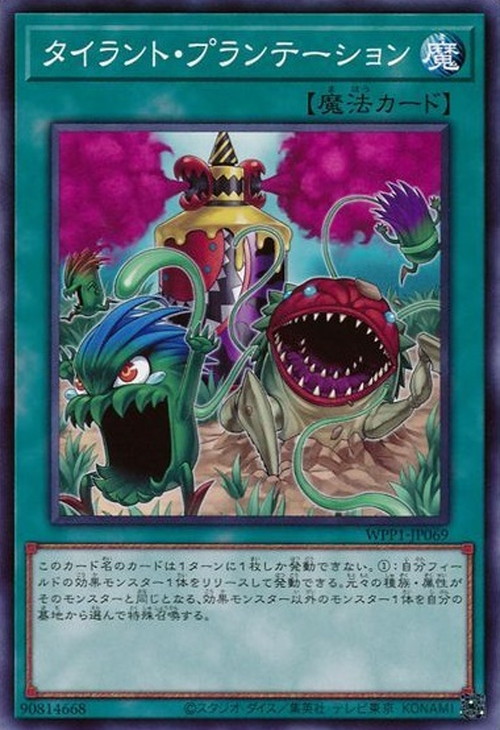 タイラント・プランテーション 魔
【魔法カード】
WPP1-JP069
このカード名のカードは1ターンに1枚しか発動できない。①:自分フィー
ルドの効果モンスター1体をリリースして発動できる。元々の種族・属性が
そのモンスターと同じとなる、効果モンスター以外のモンスター1体を自分の
墓地から選んで特殊召喚する。
90814668 ©スタジオ・ダイス/集英社・テレビ東京・KONAMI